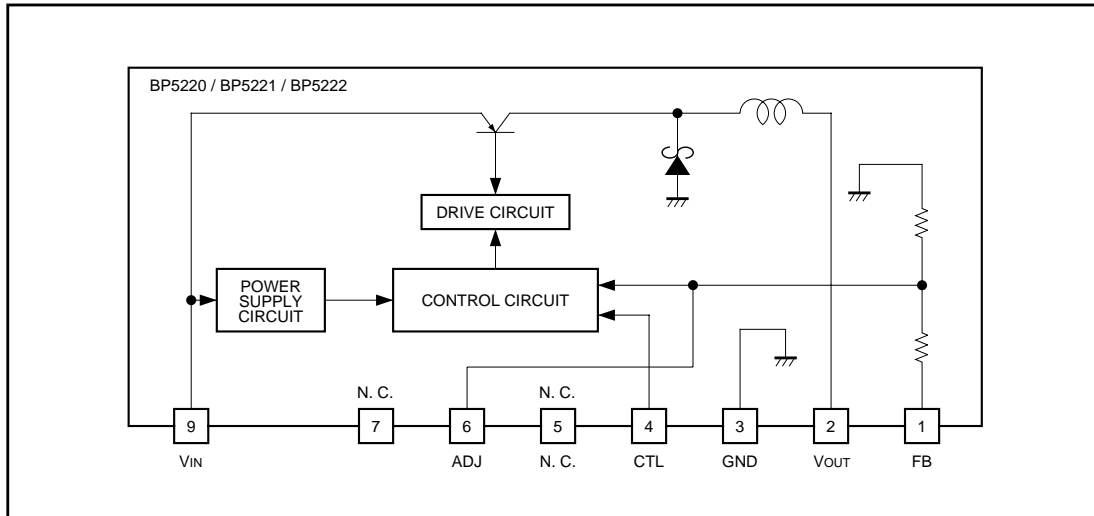 BP5220 / BP5221 / BP5222
DRIVE CIRCUIT
POWER
SUPPLY
CIRCUIT
CONTROL CIRCUIT
N. C.
N. C.
9
7
6
5
4
3
2
1
VIN
ADJ
N. C.
CTL
GND
VOUT
FB